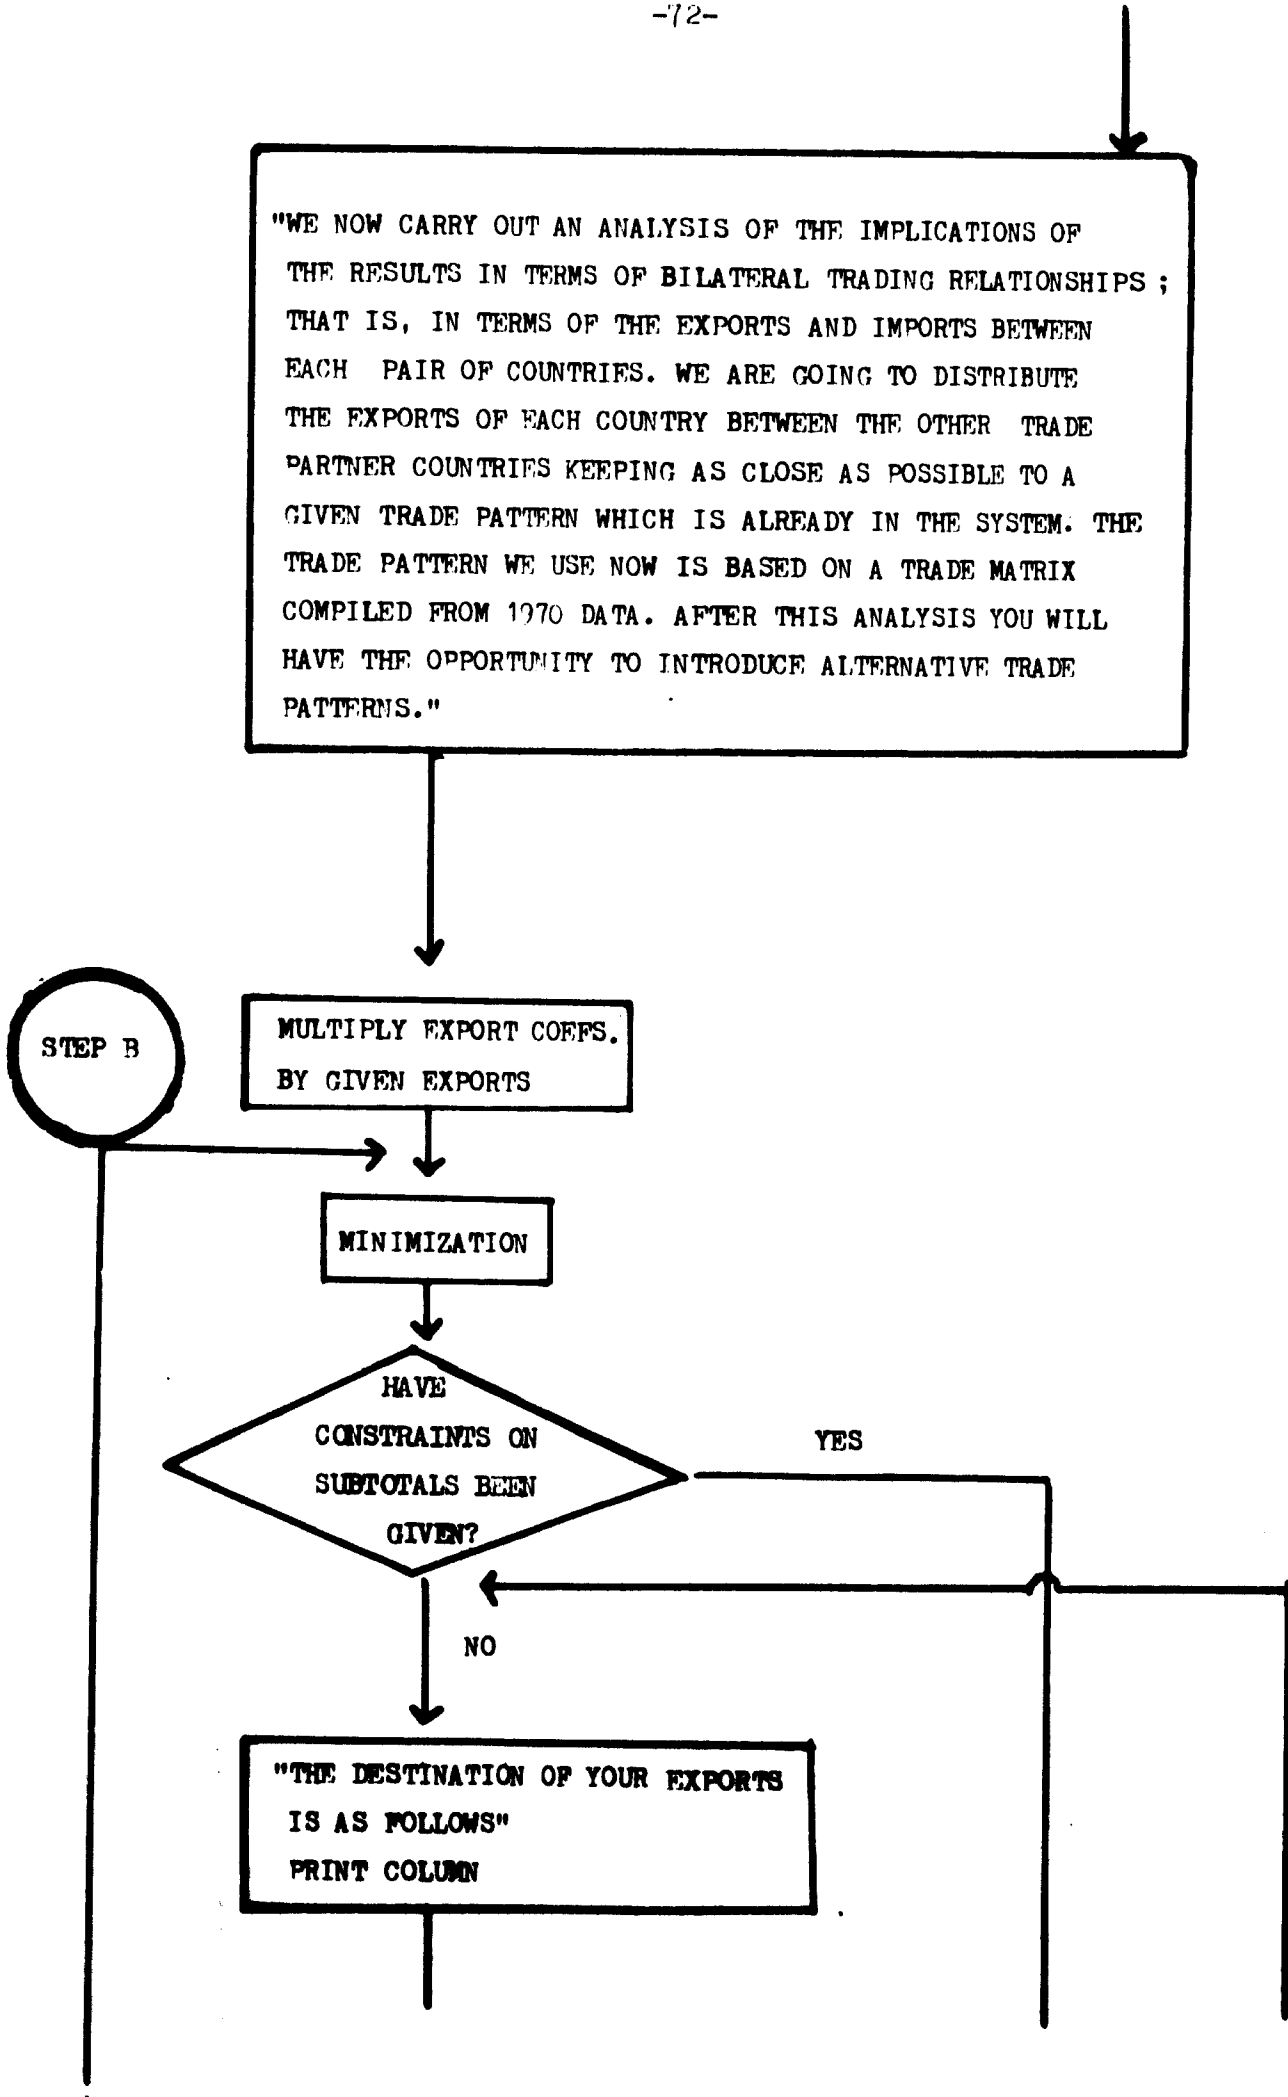 -72-
"WE NOW CARRY OUT AN ANALYSIS OF THE IMPLICATIONS OF
THE RESULTS IN TERMS OF BILATERAL TRADING RELATIONSHIPS ;
THAT IS, IN TERMS OF THE EXPORTS AND IMPORTS BETWEEN
EACH PAIR OF COUNTRIES. WE ARE GOING TO DISTRIBUTE
THE EXPORTS OF EACH COUNTRY BETWEEN THE OTHER TRADE
PARTNER COUNTRIES KEEPING AS CLOSE AS POSSIBLE TO A
GIVEN TRADE PATTERN WHICH IS ALREADY IN THE SYSTEM. THE
TRADE PATTERN WE USE NOW IS BASED ON A TRADE MATRIX
COMPILED FROM 1970 DATA. AFTER THIS ANALYSIS YOU WILL
HAVE THE OPPORTUNITY TO INTRODUCE ALTERNATIVE TRADE
PATTERNS."
STEP B
MULTIPLY EXPORT COEFFS.
BY GIVEN EXPORTS
MINIMIZATION
HAVE
CONSTRAINTS ON
SUBTOTALS BEEN
GIVEN?
YES
NO
"THE DESTINATION OF YOUR EXPORTS
IS AS FOLLOWS"
PRINT COLUMN